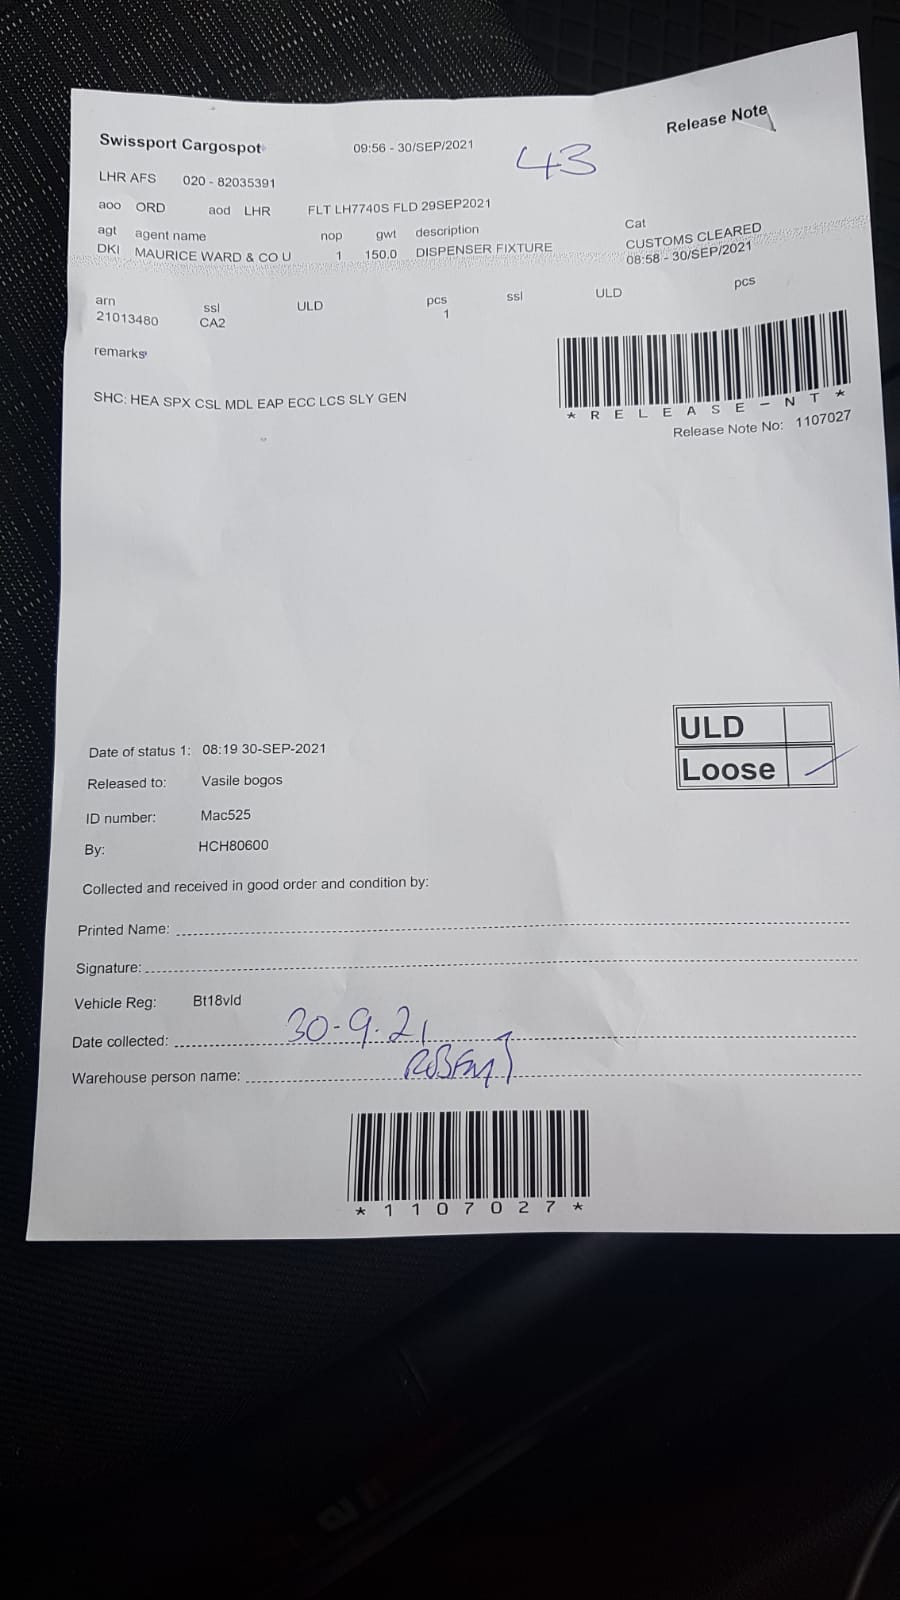 Release Note
Swissport Cargospot 09:56 - 30/SEP/2021 43
LHR AFS 020 - 82035391
aoo ORD aod LHR FLT LH7740S FLD 29SEP2021
agt agent name nop gwt description Cat
DKI MAURICE WARD & CO U 1 150.0 DISPENSER FIXTURE CUSTOMS CLEARED
08:58 - 30/SEP/2021
arn ssl ULD pcs ssl ULD pcs
21013480 CA2 1
remarks
SHC: HEA SPX CSL MDL EAP ECC LCS SLY GEN
* R E L E A S E - N T *
Release Note No: 1107027
ULD
Loose
Date of status 1: 08:19 30-SEP-2021
Released to: Vasile bogos
ID number: Mac525
By: HCH80600
Collected and received in good order and condition by:
Printed Name:
Signature:
Vehicle Reg: Bt18vld
Date collected: 30-9-21
Warehouse person name:
* 1 1 0 7 0 2 7 *